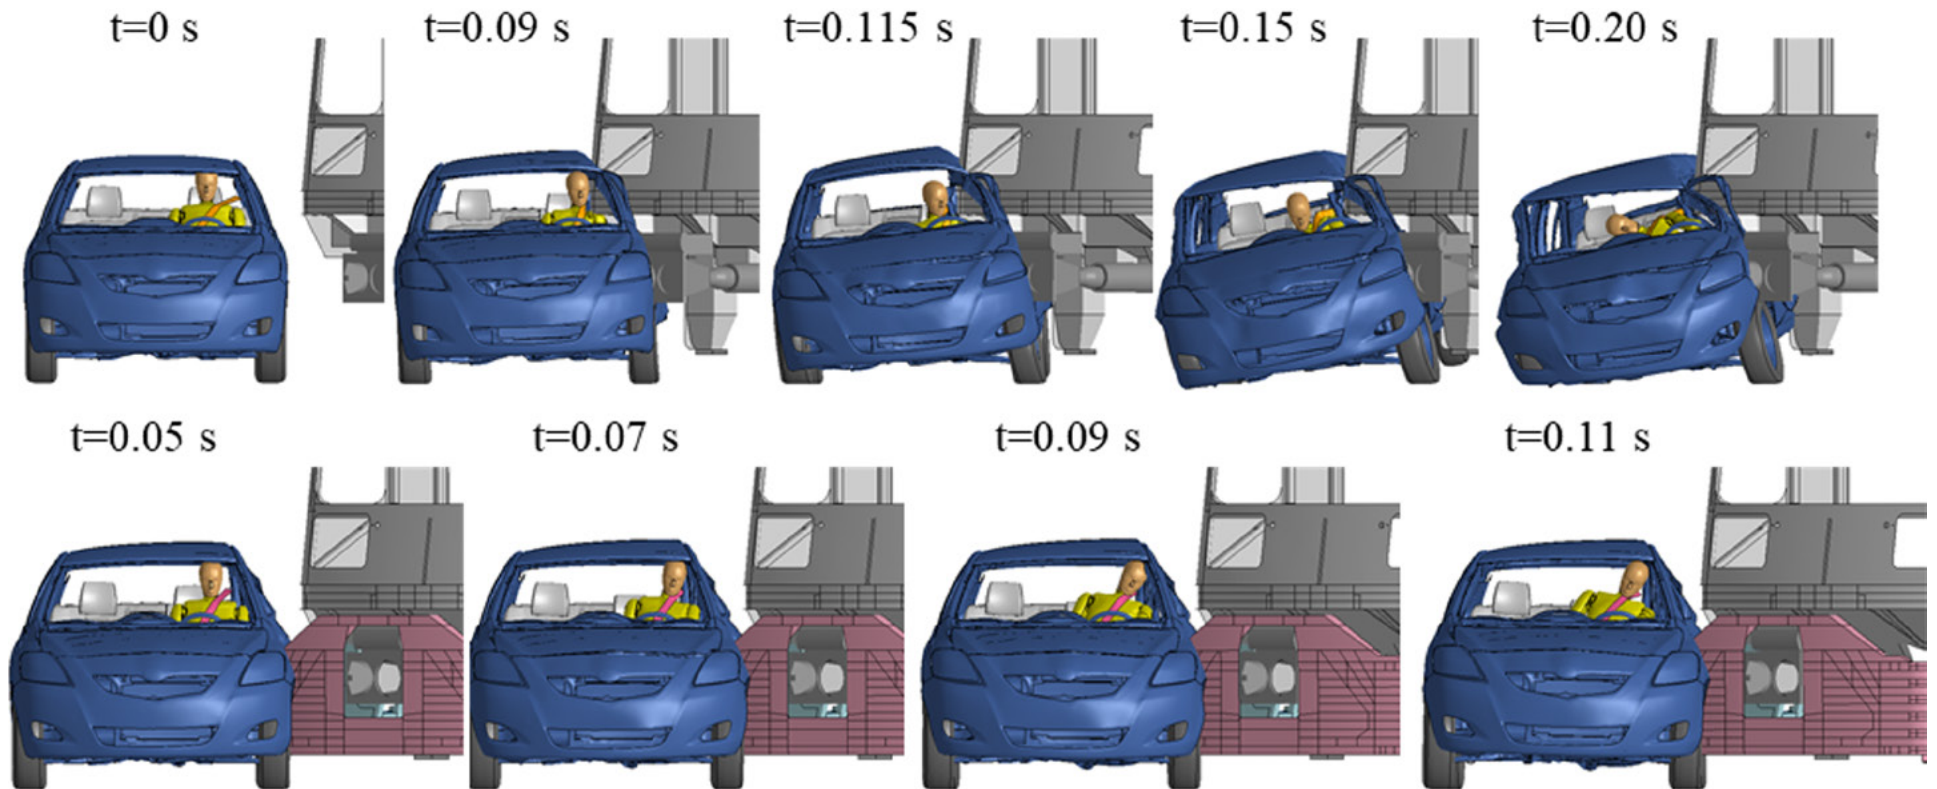 t=0 s
t=0.09 s
t=0.115 s
t=0.15 s
t=0.20 s
t=0.05 s
t=0.07 s
t=0.09 s
t=0.11 s